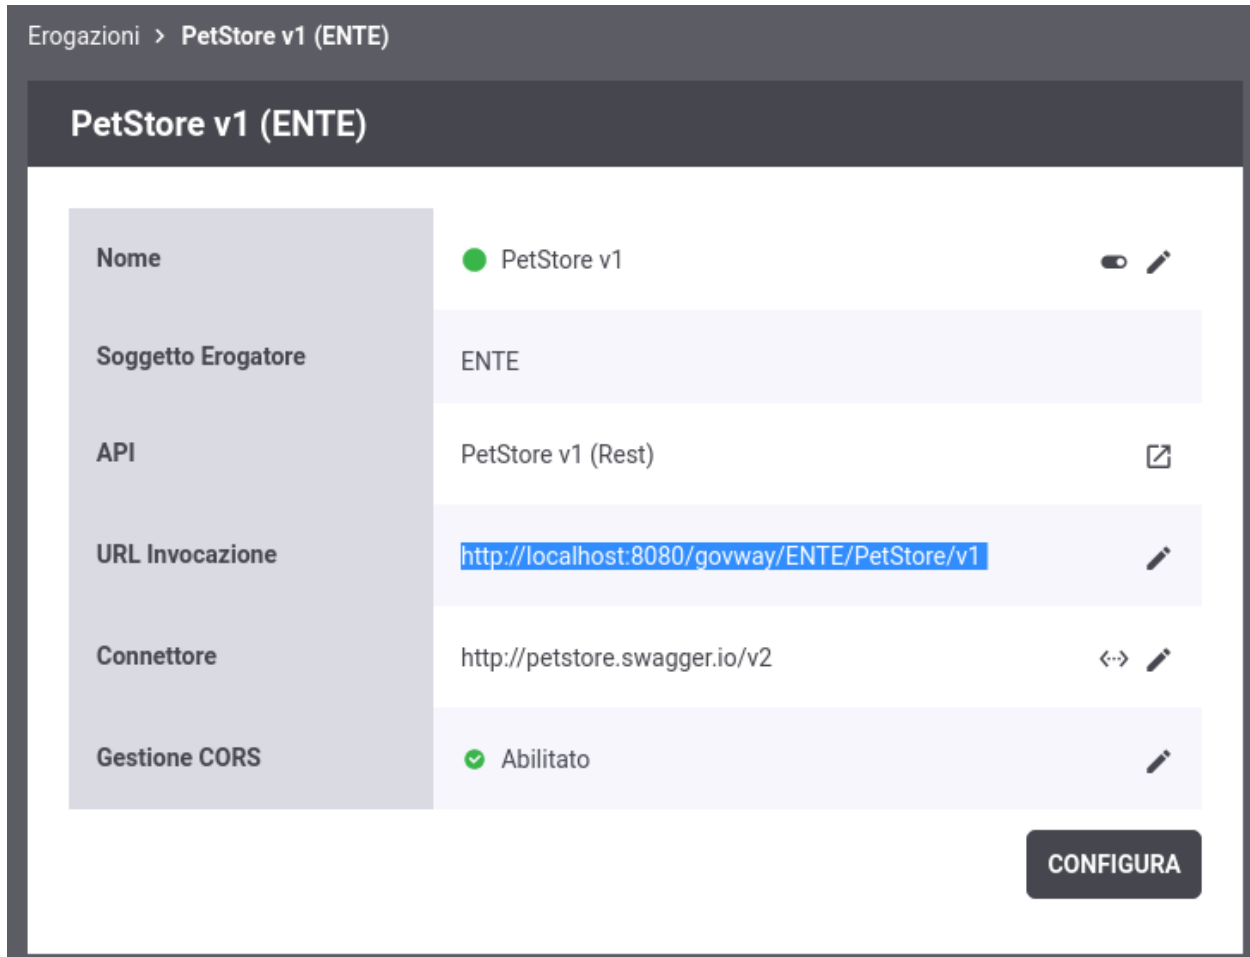 Erogazioni > PetStore v1 (ENTE)
PetStore v1 (ENTE)
Nome PetStore v1
Soggetto Erogatore ENTE
API PetStore v1 (Rest)
URL Invocazione http://localhost:8080/govway/ENTE/PetStore/v1
Connettore http://petstore.swagger.io/v2
Gestione CORS Abilitato
CONFIGURA